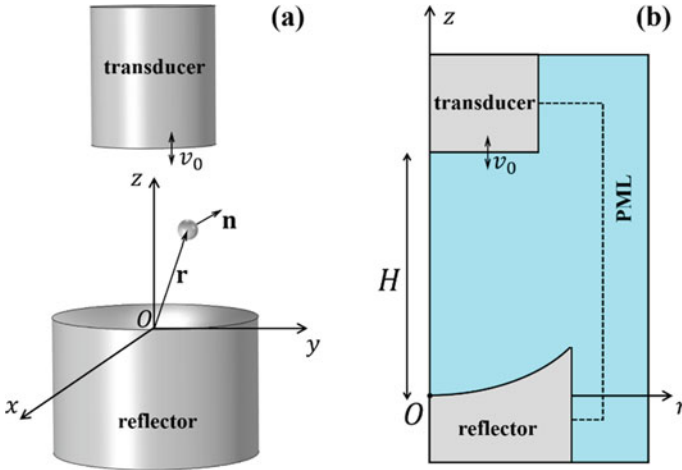 (a)
transducer
v₀
z
n
r
O
y
x
reflector
(b)
z
transducer
v₀
PML
H
O
r
reflector